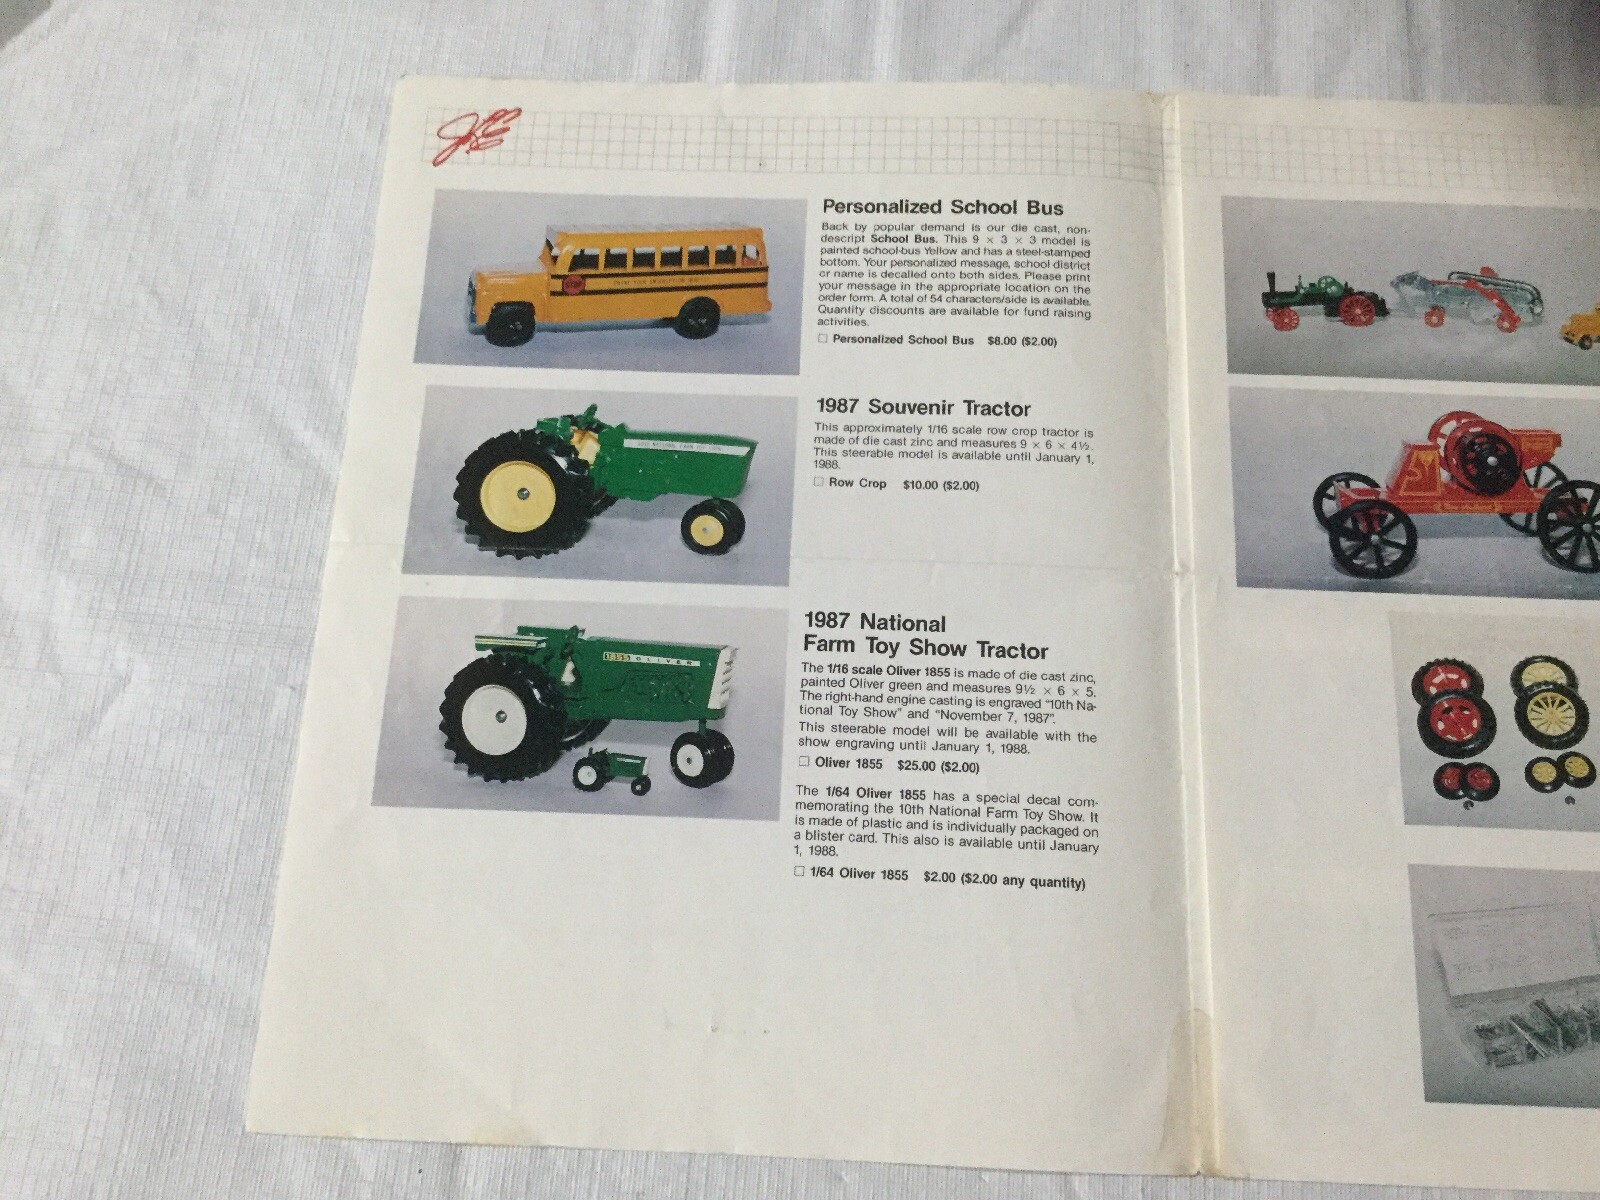 JLE
Personalized School Bus
Back by popular demand is our die cast, non-
descript School Bus. This 9 × 3 × 3 model is
painted school-bus Yellow and has a steel-stamped
bottom. Your personalized message, school district
or name is decalled onto both sides. Please print
your message in the appropriate location on the
order form. A total of 54 characters/side is available.
Quantity discounts are available for fund raising
activities.
☐ Personalized School Bus $8.00 ($2.00)
STOP
1987 Souvenir Tractor
This approximately 1/16 scale row crop tractor is
made of die cast zinc and measures 9 × 6 × 4½.
This steerable model is available until January 1,
1988.
☐ Row Crop $10.00 ($2.00)
1987 National
Farm Toy Show Tractor
The 1/16 scale Oliver 1855 is made of die cast zinc,
painted Oliver green and measures 9½ × 6 × 5.
The right-hand engine casting is engraved "10th Na-
tional Toy Show" and "November 7, 1987".
This steerable model will be available with the
show engraving until January 1, 1988.
☐ Oliver 1855 $25.00 ($2.00)
The 1/64 Oliver 1855 has a special decal com-
memorating the 10th National Farm Toy Show. It
is made of plastic and is individually packaged on
a blister card. This also is available until January
1, 1988.
☐ 1/64 Oliver 1855 $2.00 ($2.00 any quantity)
1855 OLIVER